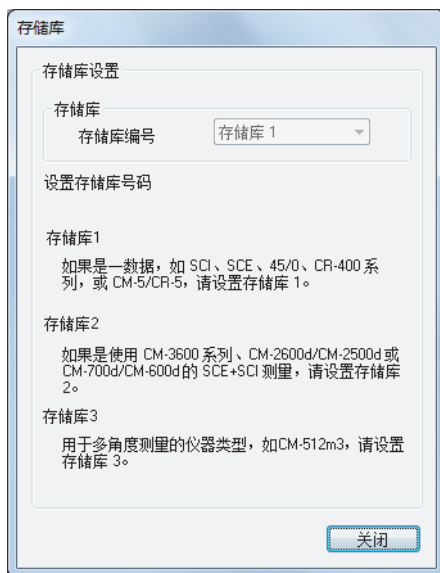 存储库
存储库设置
存储库
存储库编号
存储库 1
设置存储库号码
存储库1
如果是一数据，如 SCI、SCE、45/0、CR-400 系
列，或 CM-5/CR-5，请设置存储库 1。
存储库2
如果是使用 CM-3600 系列、CM-2600d/CM-2500d 或
CM-700d/CM-600d的 SCE+SCI 测量，请设置存储库
2。
存储库3
用于多角度测量的仪器类型，如CM-512m3，请设置
存储库 3。
关闭